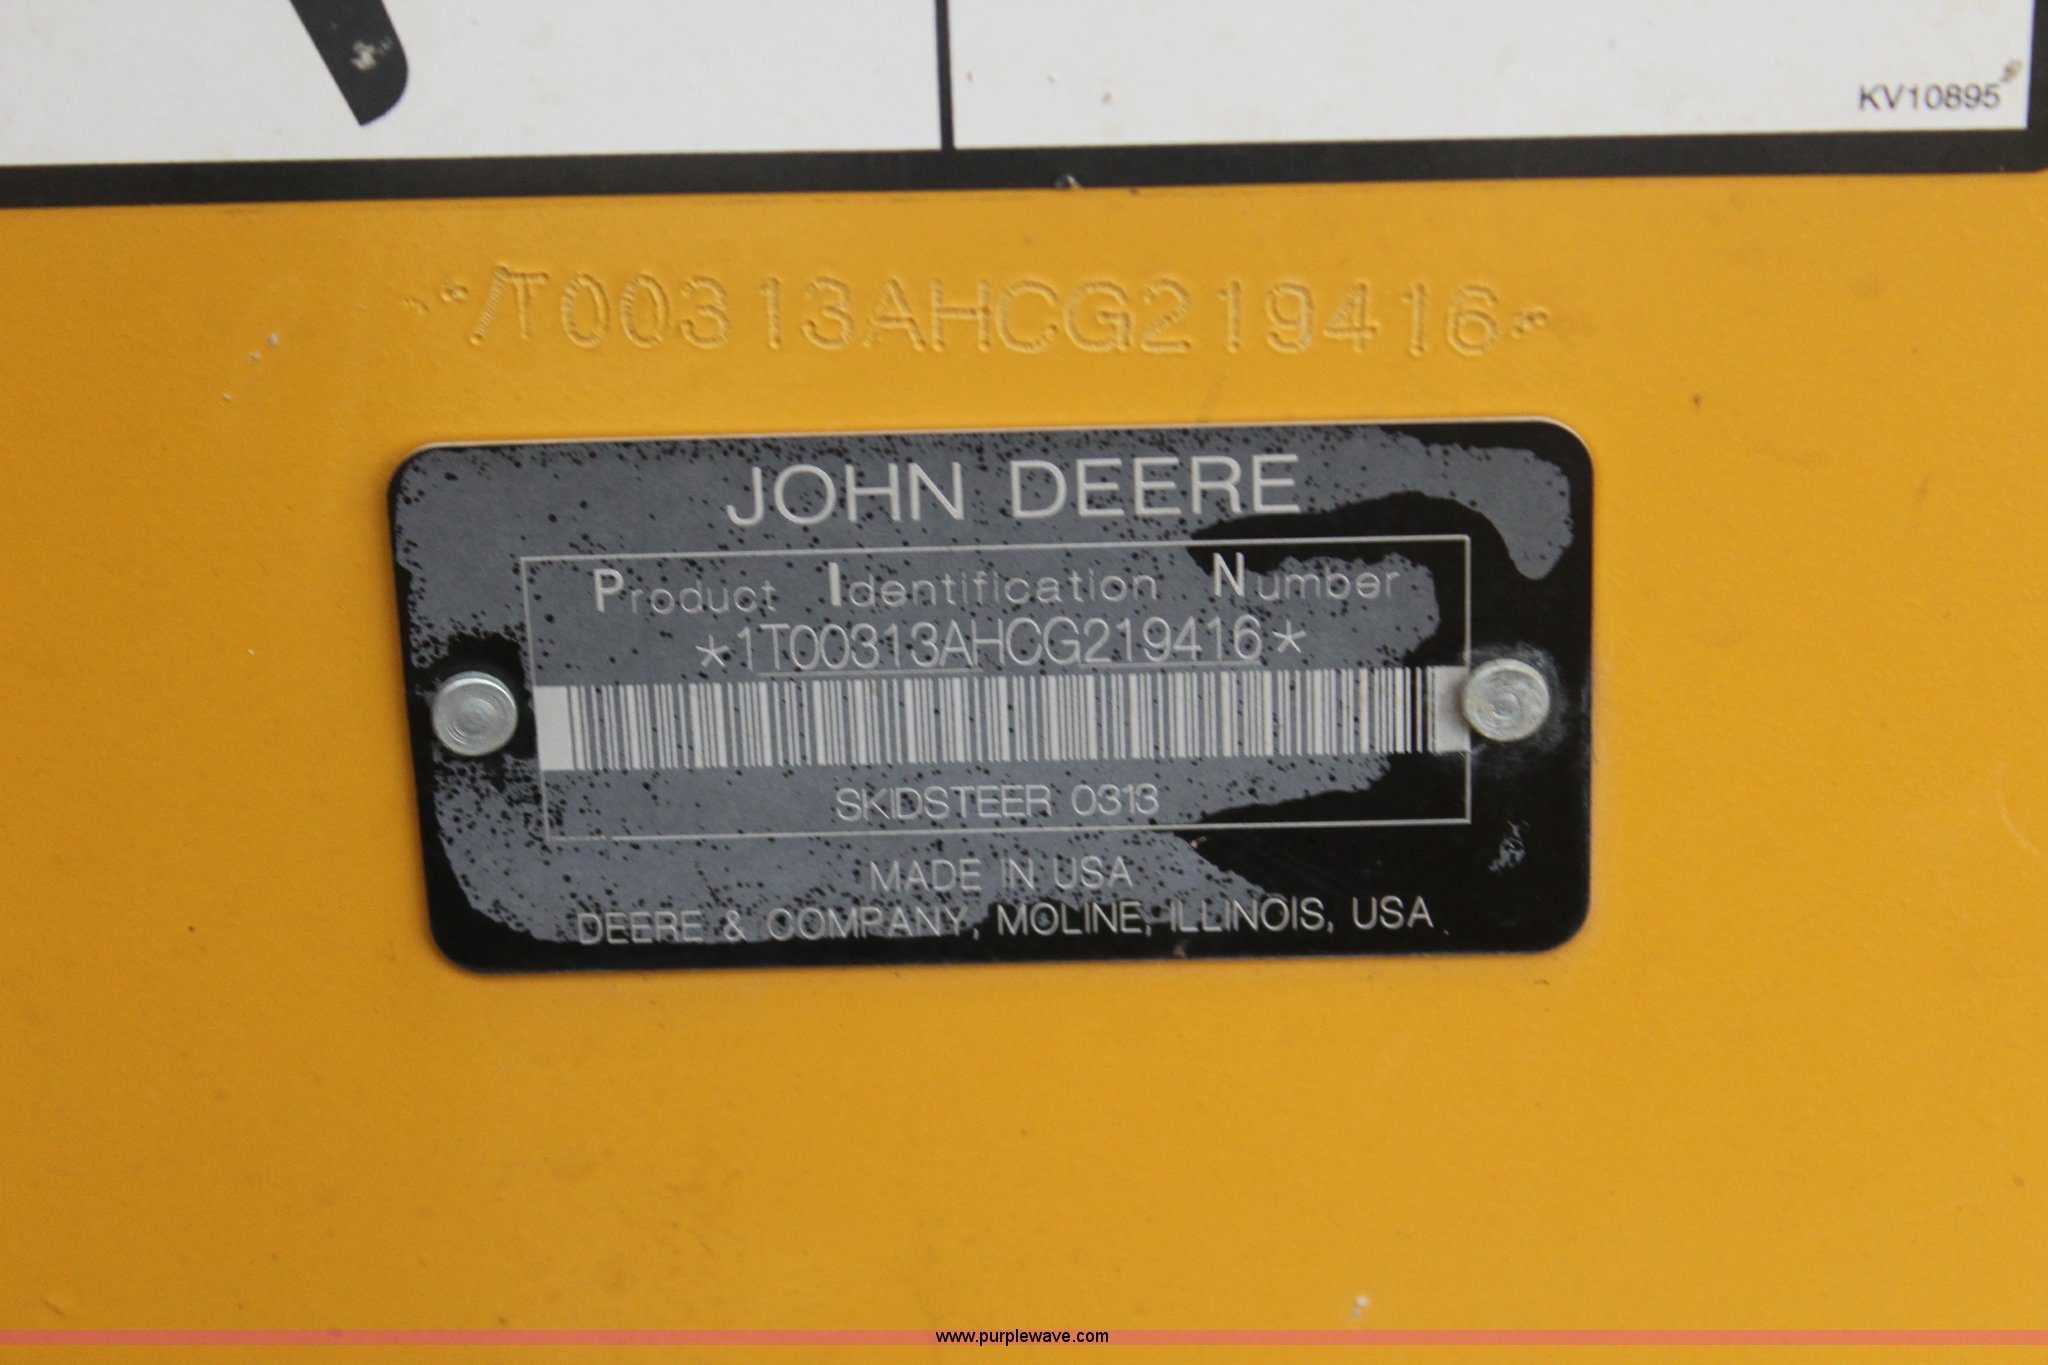 KV10895
*1T00313AHCG219416*
JOHN DEERE
Product Identification Number
*1T00313AHCG219416*
SKIDSTEER 0313
MADE IN USA
DEERE & COMPANY, MOLINE, ILLINOIS, USA.
www.purplewave.com